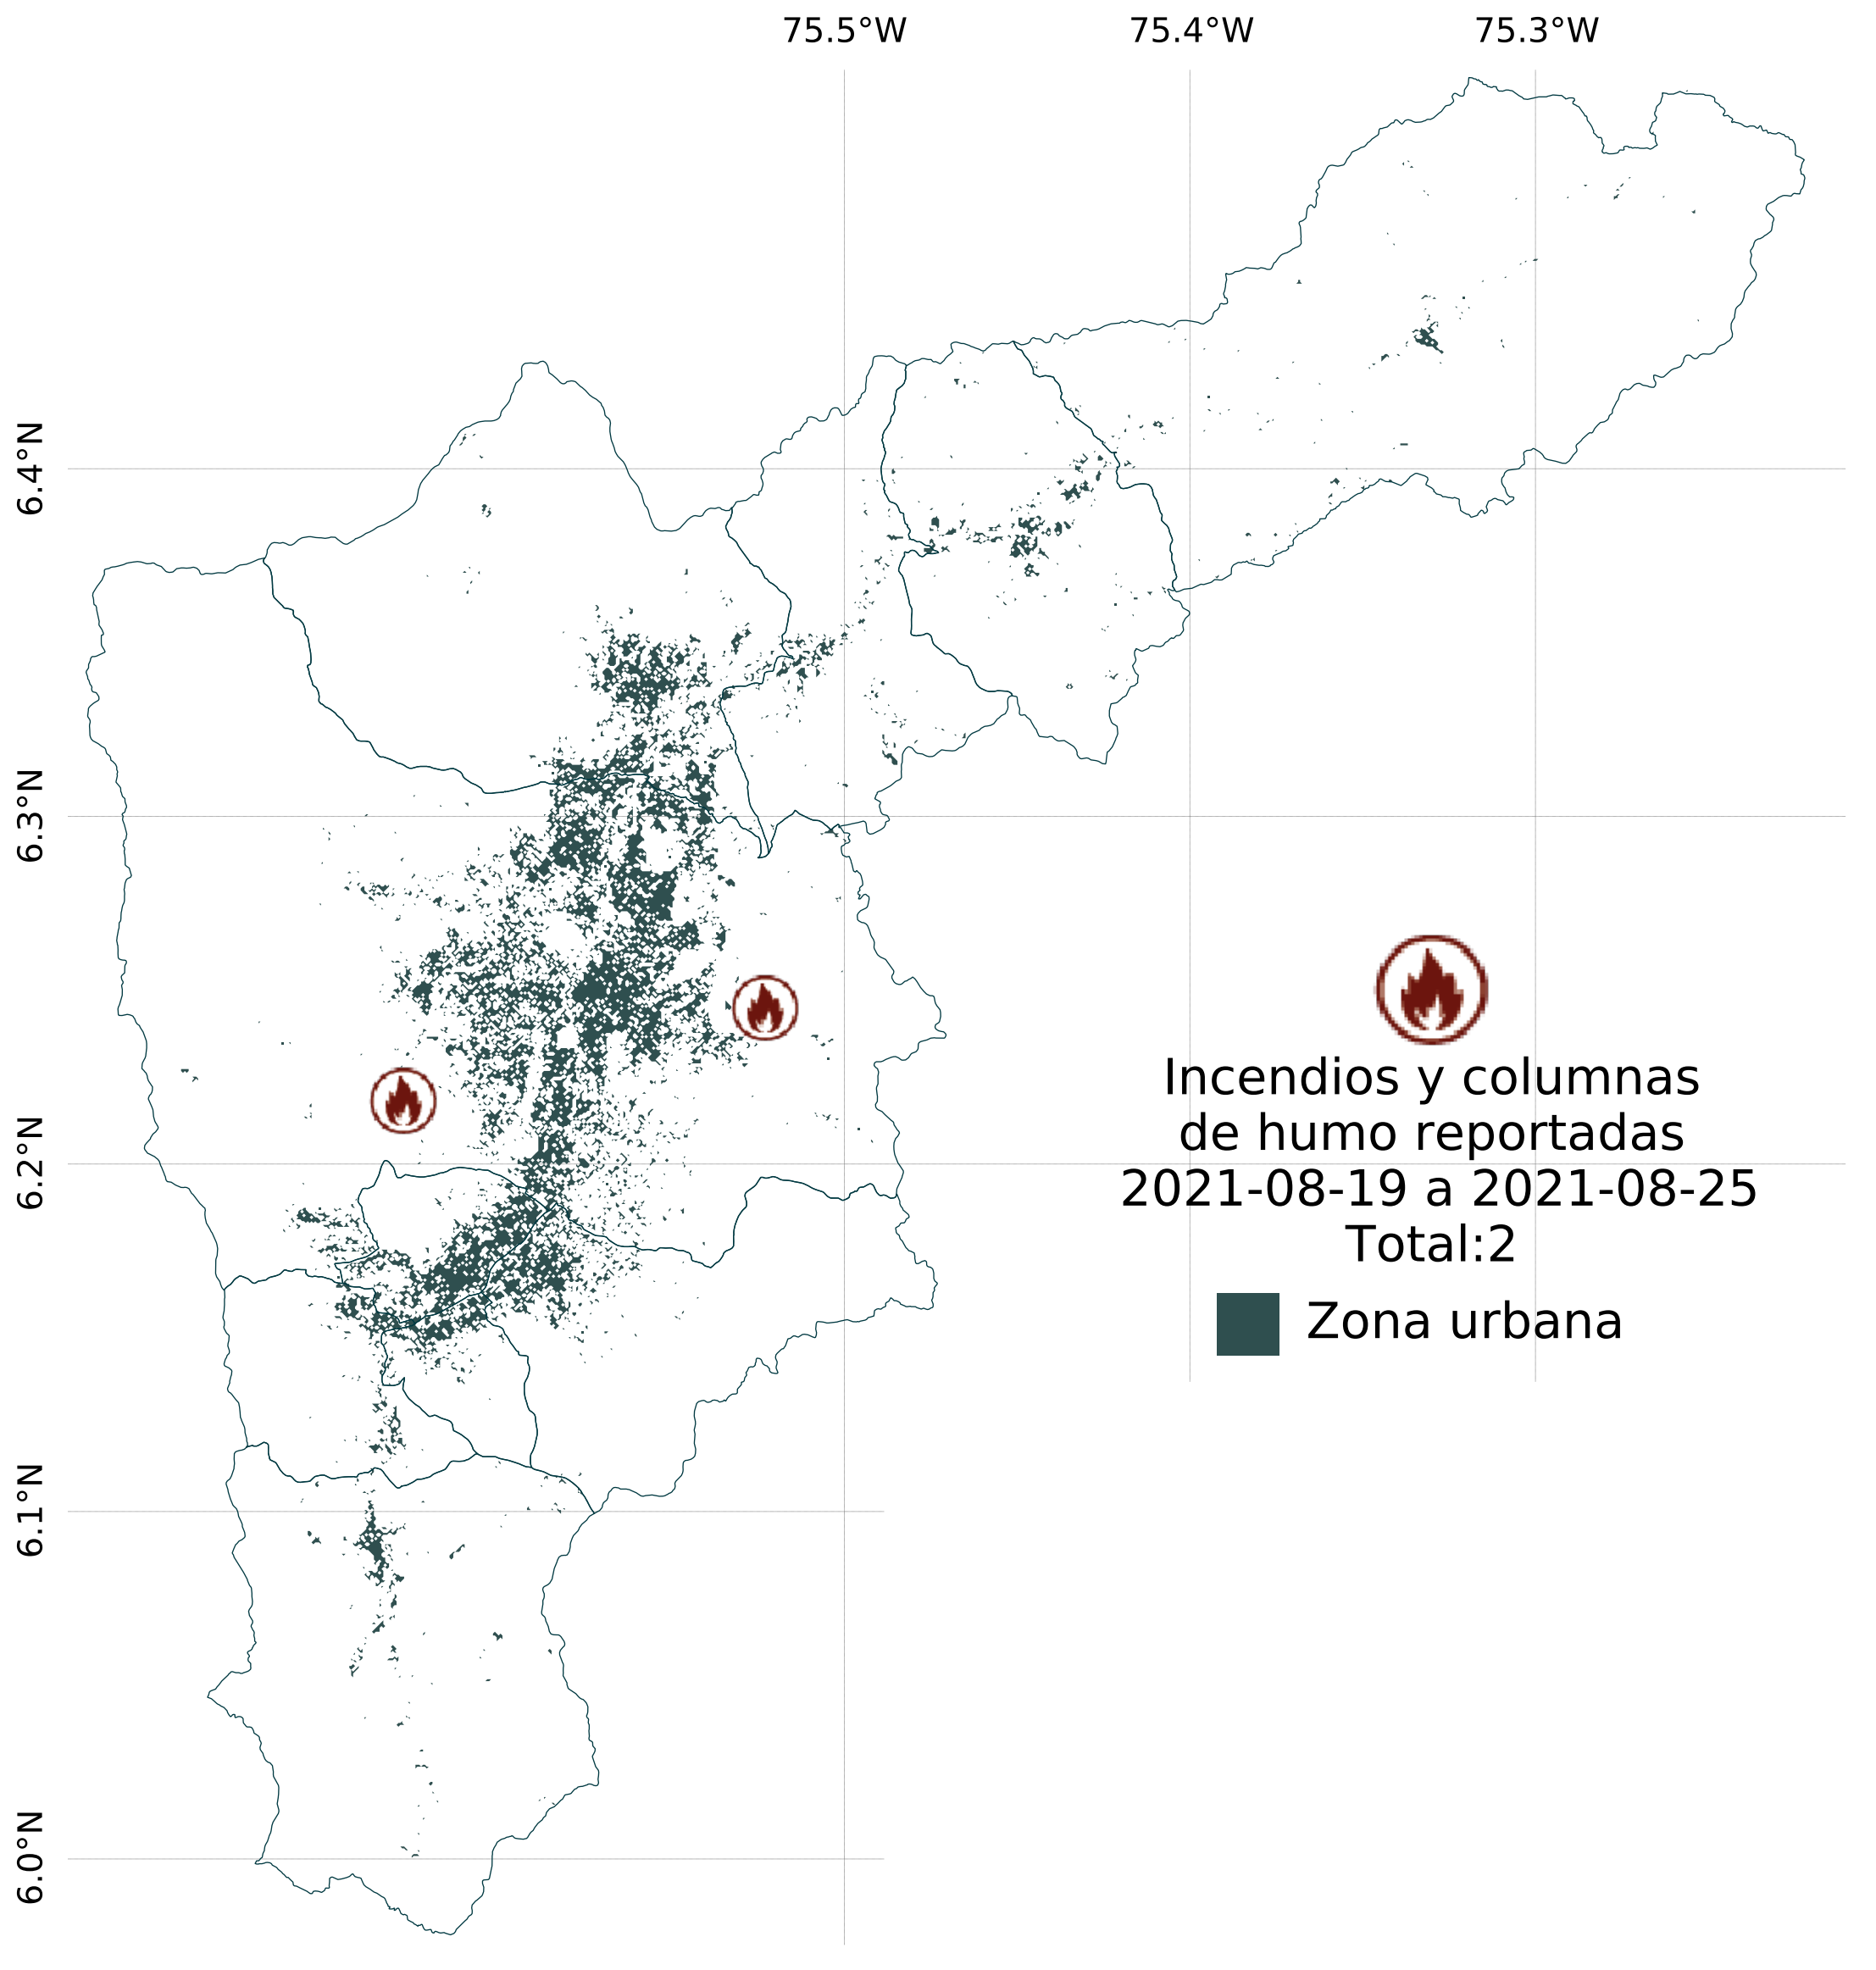 75.5°W 75.4°W 75.3°W
6.4°N
6.3°N
6.2°N
6.1°N
6.0°N
Incendios y columnas
de humo reportadas
2021-08-19 a 2021-08-25
Total:2
Zona urbana